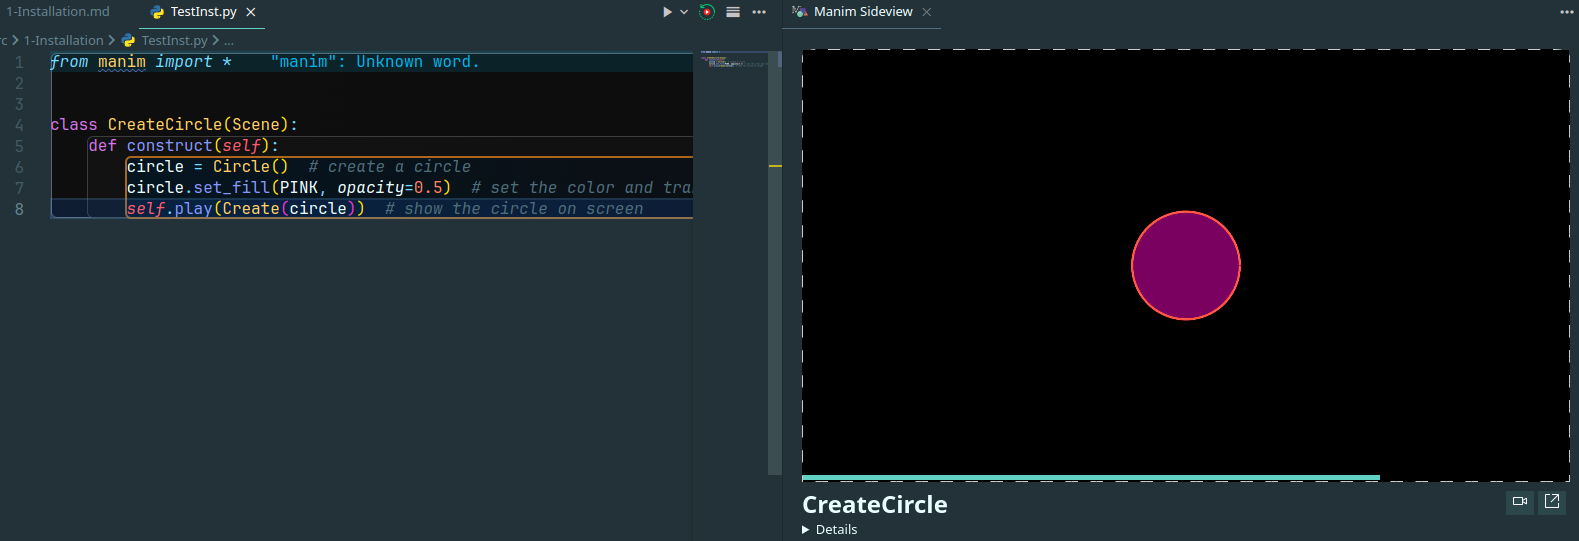 1-Installation.md TestInst.py
rc > 1-Installation > TestInst.py > ...
1 from manim import * "manim": Unknown word.
2
3
4 class CreateCircle(Scene):
5 def construct(self):
6 circle = Circle() # create a circle
7 circle.set_fill(PINK, opacity=0.5) # set the color and tra
8 self.play(Create(circle)) # show the circle on screen
Manim Sideview
CreateCircle
Details